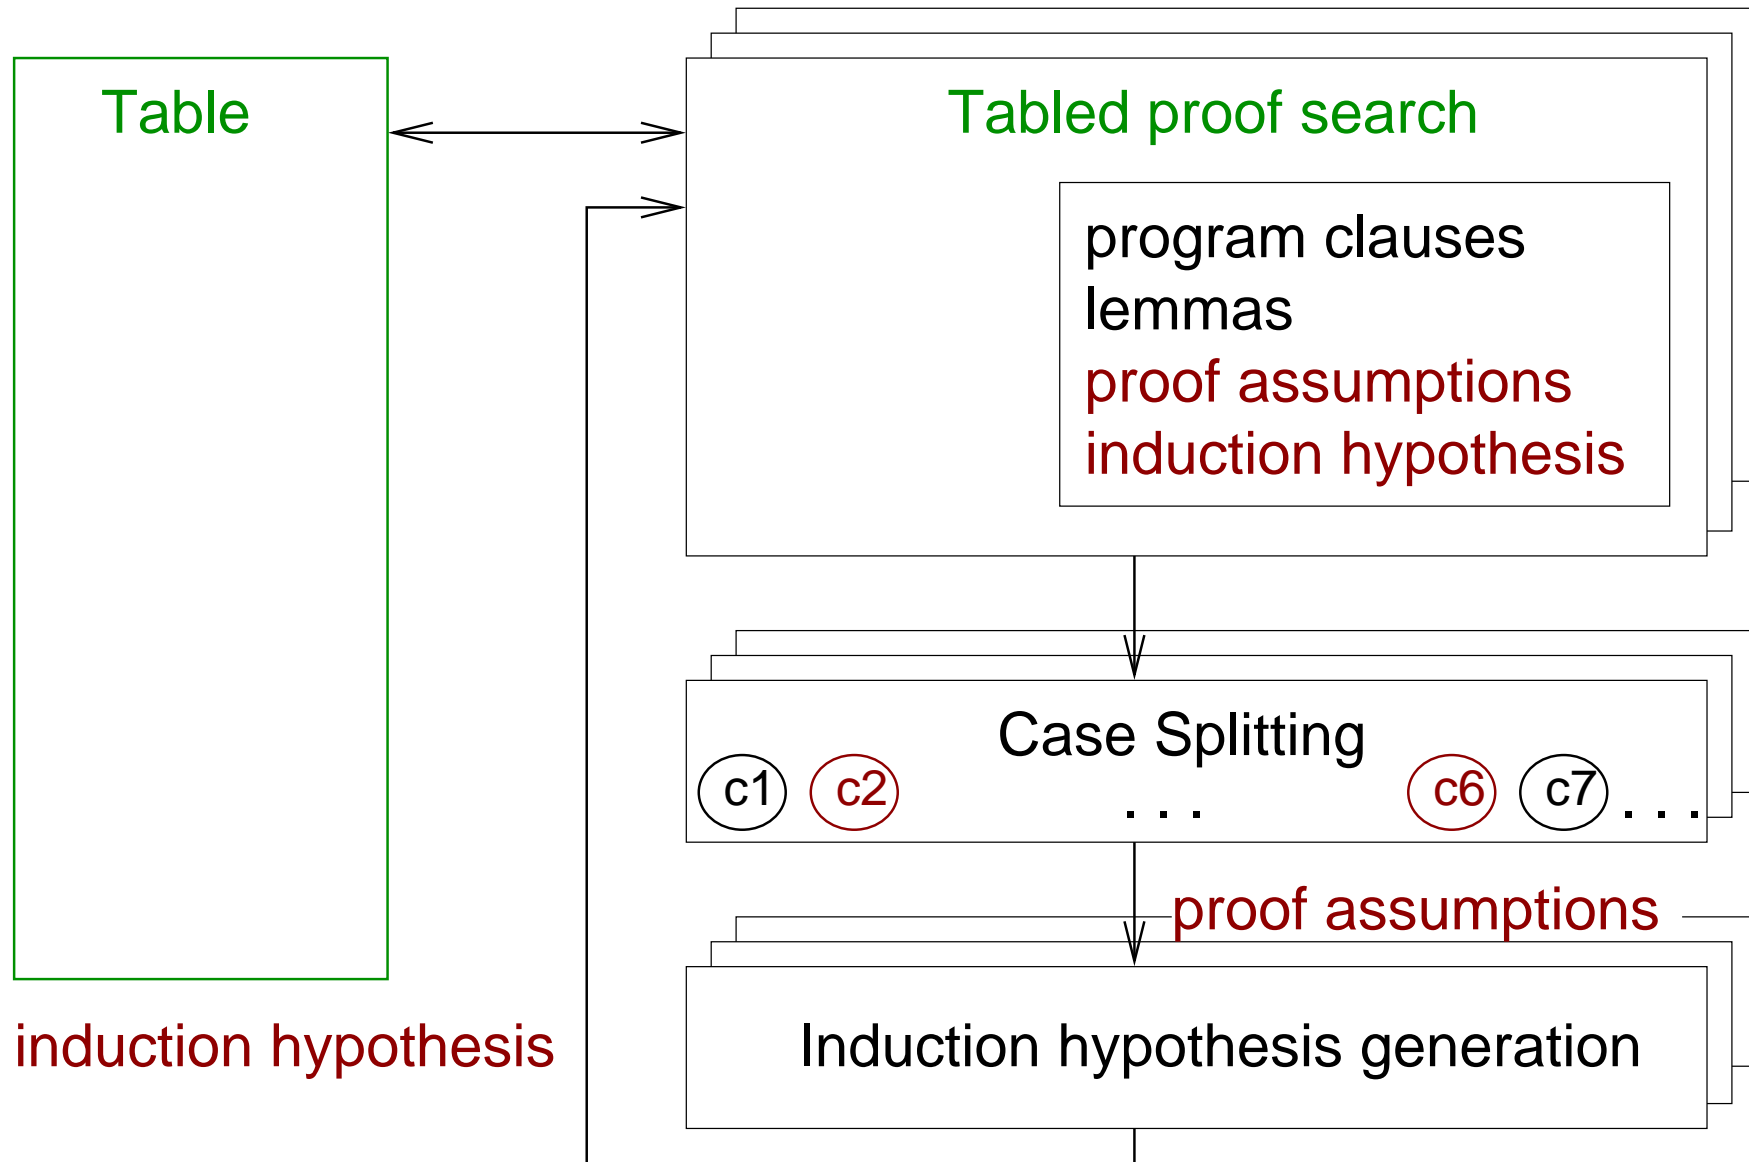 Table
Tabled proof search
program clauses
lemmas
proof assumptions
induction hypothesis
Case Splitting
c1 c2 . . . c6 c7 . . .
proof assumptions
induction hypothesis
Induction hypothesis generation